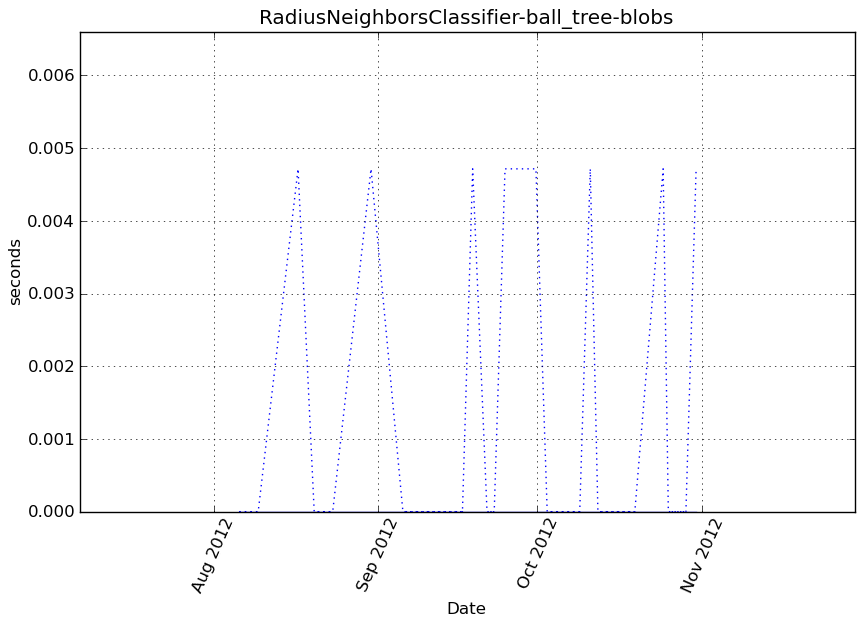 RadiusNeighborsClassifier-ball_tree-blobs
0.006
0.005
0.004
0.003
0.002
0.001
0.000
seconds
Aug 2012
Sep 2012
Oct 2012
Nov 2012
Date